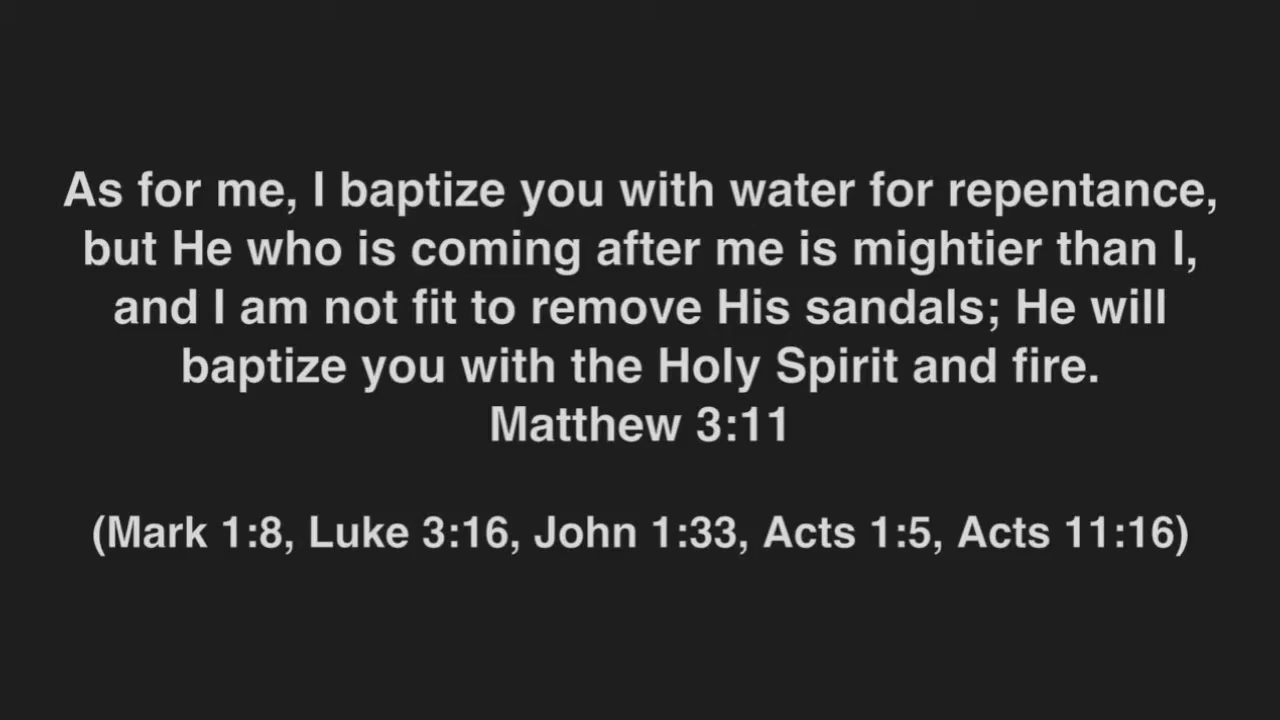 As for me, I baptize you with water for repentance,
but He who is coming after me is mightier than I,
and I am not fit to remove His sandals; He will
baptize you with the Holy Spirit and fire.
Matthew 3:11
(Mark 1:8, Luke 3:16, John 1:33, Acts 1:5, Acts 11:16)